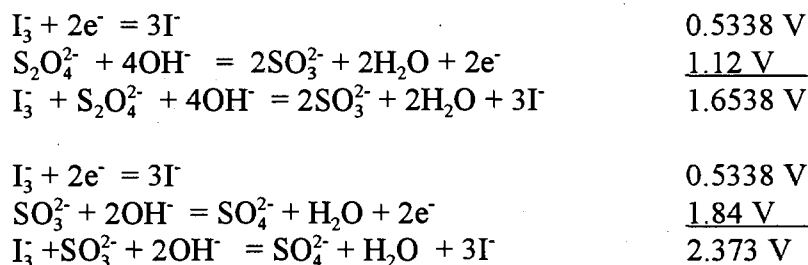 I₃⁻ + 2e⁻ = 3I⁻ 0.5338 V
S₂O₄²⁻ + 4OH⁻ = 2SO₃²⁻ + 2H₂O + 2e⁻ 1.12 V
I₃⁻ + S₂O₄²⁻ + 4OH⁻ = 2SO₃²⁻ + 2H₂O + 3I⁻ 1.6538 V
I₃⁻ + 2e⁻ = 3I⁻ 0.5338 V
SO₃²⁻ + 2OH⁻ = SO₄²⁻ + H₂O + 2e⁻ 1.84 V
I₃⁻ +SO₃²⁻ + 2OH⁻ = SO₄²⁻ + H₂O + 3I⁻ 2.373 V